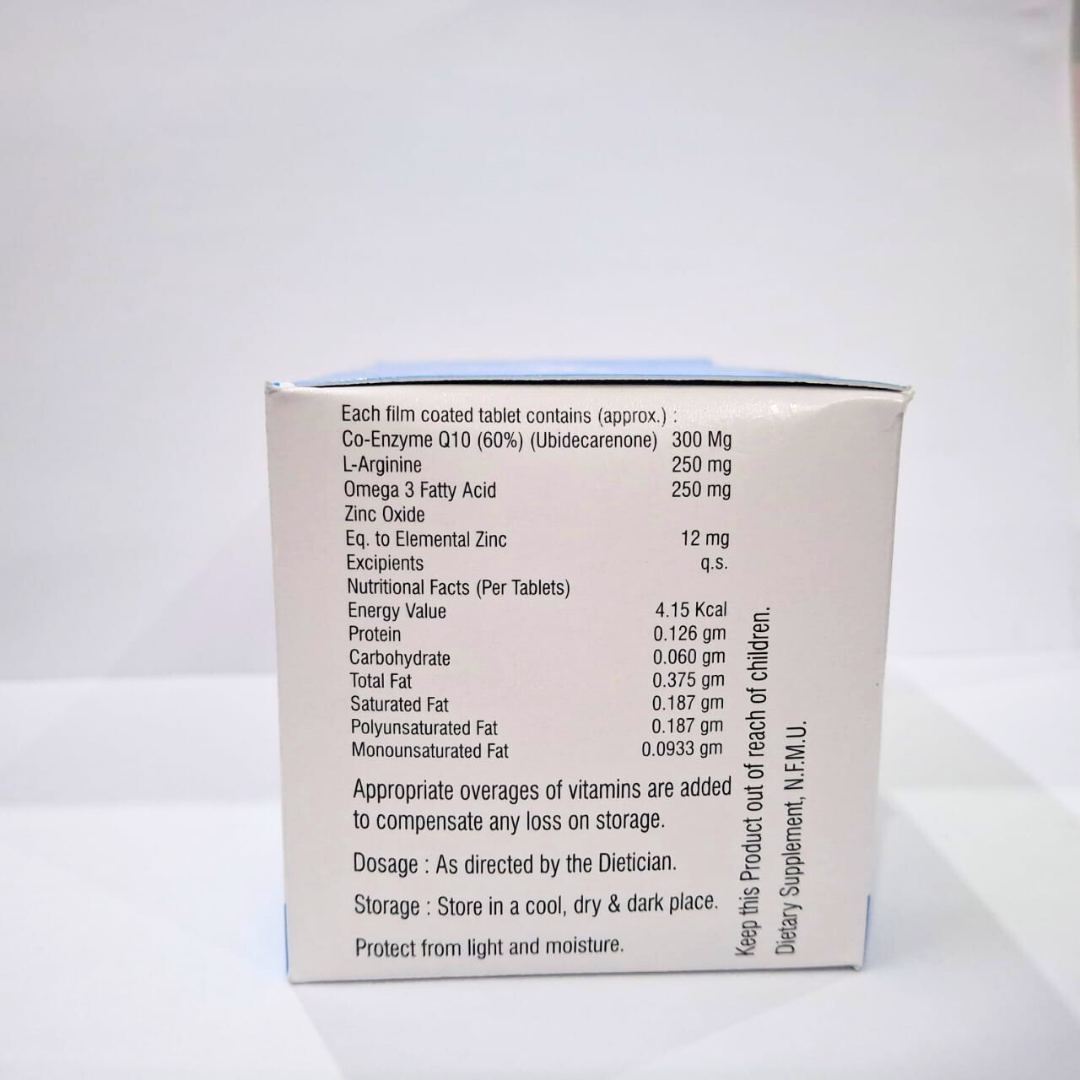 Each film coated tablet contains (approx.) :
Co-Enzyme Q10 (60%) (Ubidecarenone) 300 Mg
L-Arginine 250 mg
Omega 3 Fatty Acid 250 mg
Zinc Oxide
Eq. to Elemental Zinc 12 mg
Excipients q.s.
Nutritional Facts (Per Tablets)
Energy Value 4.15 Kcal
Protein 0.126 gm
Carbohydrate 0.060 gm
Total Fat 0.375 gm
Saturated Fat 0.187 gm
Polyunsaturated Fat 0.187 gm
Monounsaturated Fat 0.0933 gm
Appropriate overages of vitamins are added
to compensate any loss on storage.
Dosage : As directed by the Dietician.
Storage : Store in a cool, dry & dark place.
Protect from light and moisture.
Keep this Product out of reach of children.
Dietary Supplement, N.F.M.U.